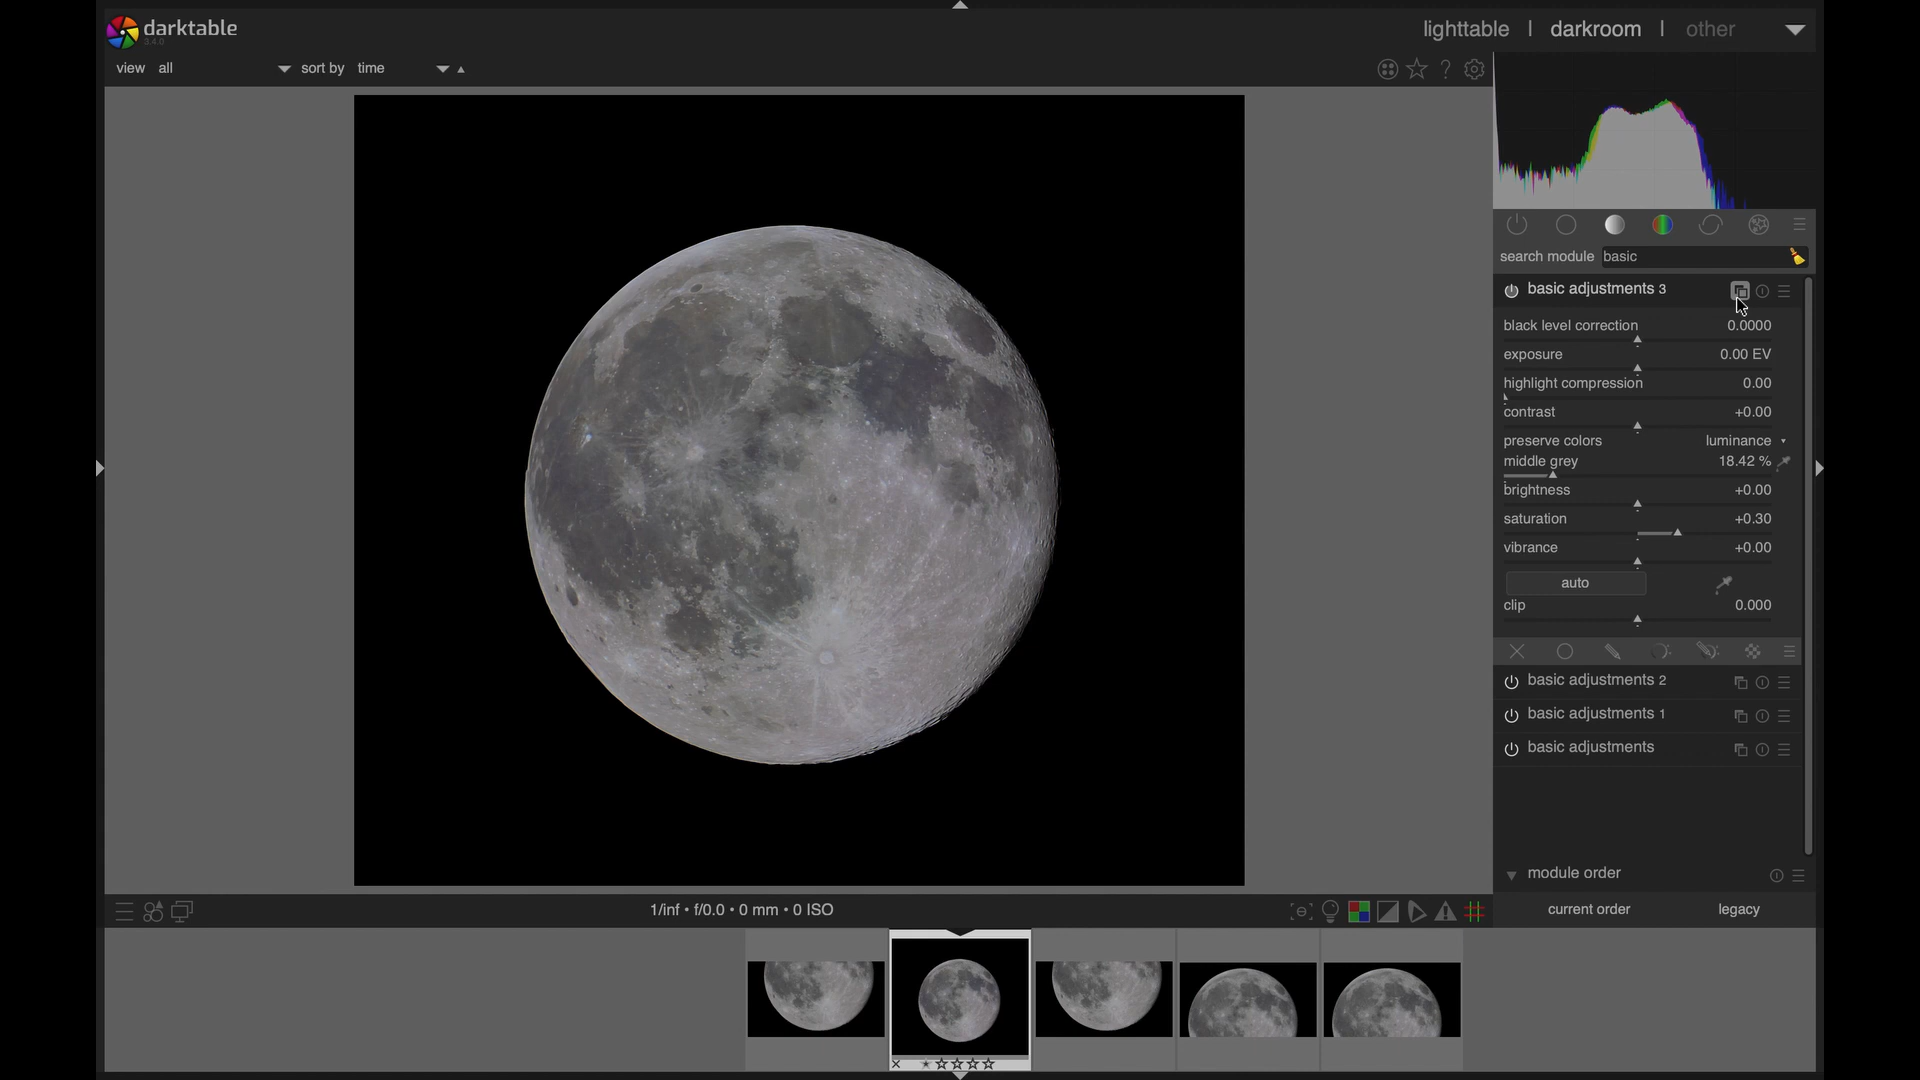 darktable
3.4.0
lighttable | darkroom | other
view all sort by time
search module basic
basic adjustments 3
black level correction 0.0000
exposure 0.00 EV
highlight compression 0.00
contrast +0.00
preserve colors luminance
middle grey 18.42 %
brightness +0.00
saturation +0.30
vibrance +0.00
auto
clip 0.000
basic adjustments 2
basic adjustments 1
basic adjustments
module order
current order legacy
1/inf • f/0.0 • 0 mm • 0 ISO